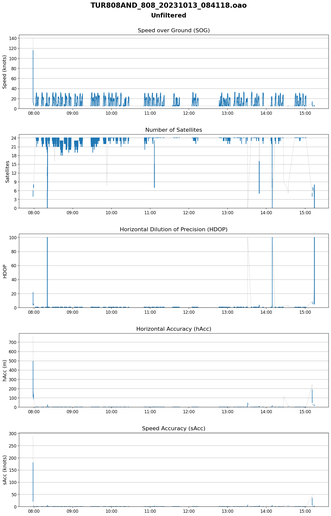 TUR808AND_808_20231013_084118.oao
Unfiltered
Speed over Ground (SOG)
Speed (knots)
140
120
100
80
60
40
20
0
08:00 09:00 10:00 11:00 12:00 13:00 14:00 15:00
Number of Satellites
Satellites
24
21
18
15
12
9
6
3
0
08:00 09:00 10:00 11:00 12:00 13:00 14:00 15:00
Horizontal Dilution of Precision (HDOP)
HDOP
100
80
60
40
20
0
08:00 09:00 10:00 11:00 12:00 13:00 14:00 15:00
Horizontal Accuracy (hAcc)
hAcc (m)
700
600
500
400
300
200
100
0
08:00 09:00 10:00 11:00 12:00 13:00 14:00 15:00
Speed Accuracy (sAcc)
sAcc (knots)
300
250
200
150
100
50
0
08:00 09:00 10:00 11:00 12:00 13:00 14:00 15:00